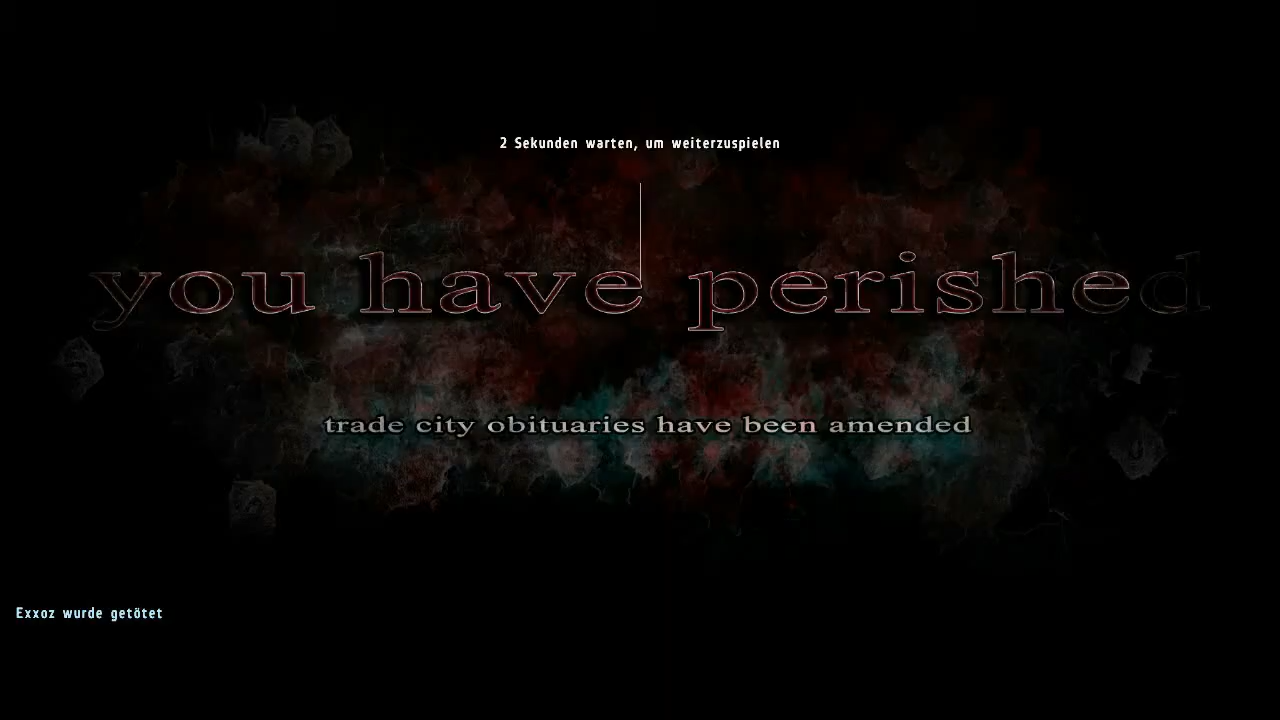 2 Sekunden warten, um weiterzuspielen
you have perished
trade city obituaries have been amended
Exxoz wurde getötet